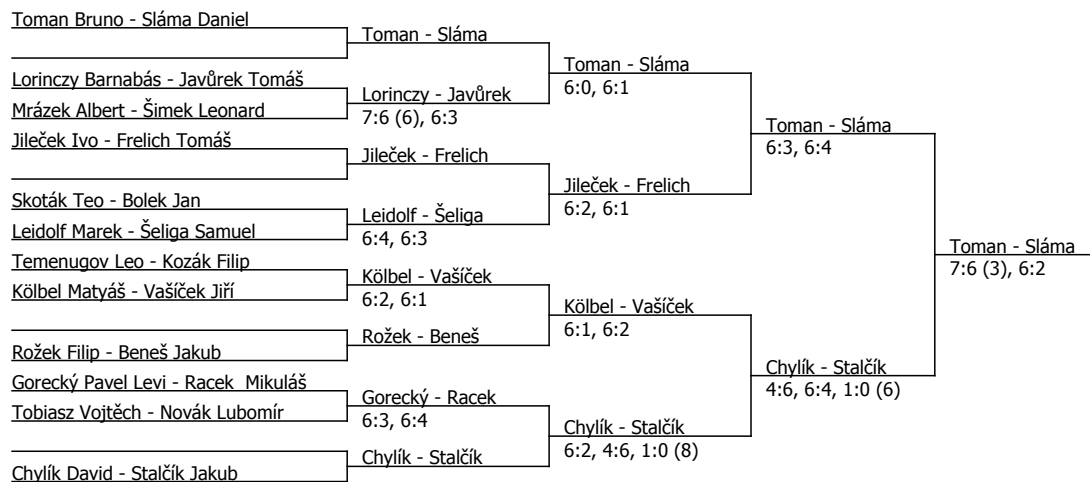 Toman Bruno - Sláma Daniel
Lorinczy Barnabás - Javůrek Tomáš
Mrázek Albert - Šimek Leonard
Jileček Ivo - Frelich Tomáš
Skoták Teo - Bolek Jan
Leidolf Marek - Šeliga Samuel
Temenugov Leo - Kozák Filip
Kölbel Matyáš - Vašíček Jiří
Rožek Filip - Beneš Jakub
Gorecký Pavel Levi - Racek  Mikuláš
Tobiasz Vojtěch - Novák Lubomír
Chylík David - Stalčík Jakub
Toman - Sláma
Lorinczy - Javůrek
7:6 (6), 6:3
Jileček - Frelich
Leidolf - Šeliga
6:4, 6:3
Kölbel - Vašíček
6:2, 6:1
Rožek - Beneš
Gorecký - Racek
6:3, 6:4
Chylík - Stalčík
Toman - Sláma
6:0, 6:1
Jileček - Frelich
6:2, 6:1
Kölbel - Vašíček
6:1, 6:2
Chylík - Stalčík
6:2, 4:6, 1:0 (8)
Toman - Sláma
6:3, 6:4
Chylík - Stalčík
4:6, 6:4, 1:0 (6)
Toman - Sláma
7:6 (3), 6:2